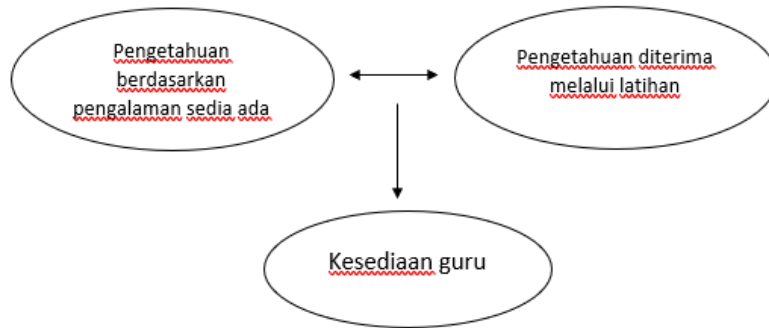 Pengetahuan
berdasarkan
pengalaman sedia ada
Pengetahuan diterima
melalui latihan
Kesediaan guru